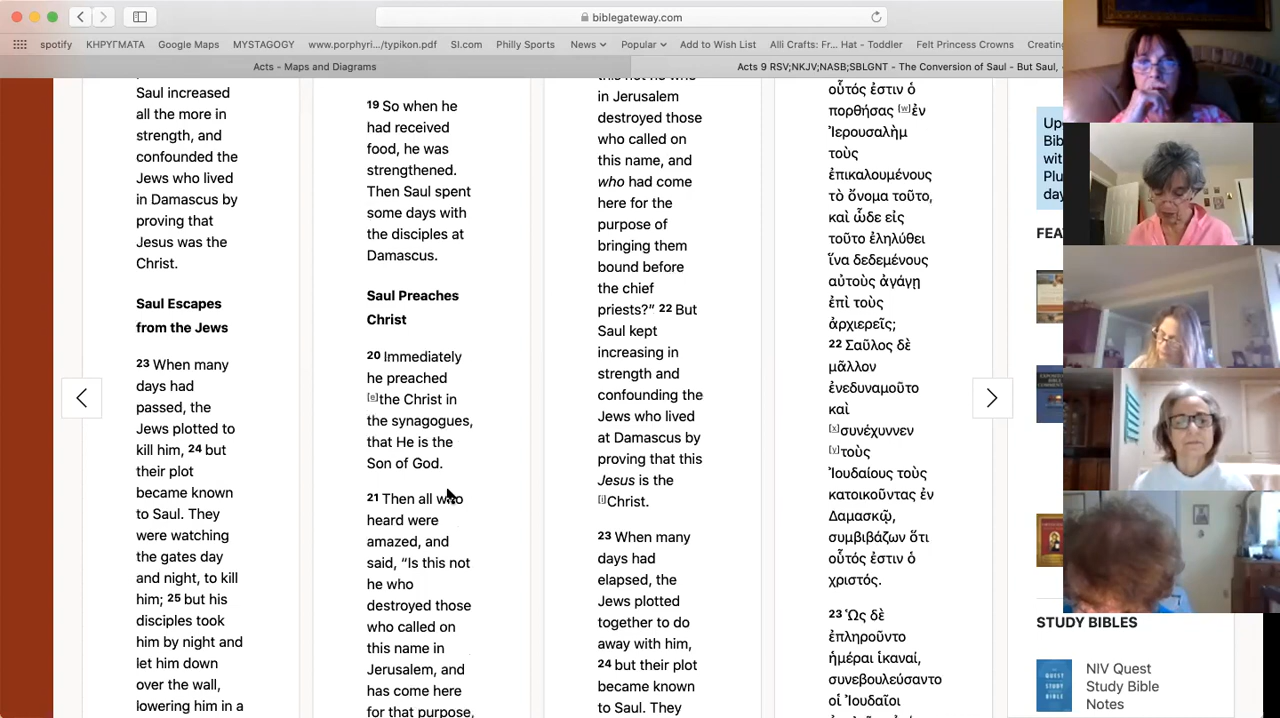 biblegateway.com
spotify
ΚΗΡΥΓΜΑΤΑ
Google Maps
MYSTAGOGY
www.porphyri.../typikon.pdf
SI.com
Philly Sports
News
Popular
Add to Wish List
Alli Crafts: Fr... Hat - Toddler
Felt Princess Crowns
Creating
Acts - Maps and Diagrams
Acts 9 RSV;NKJV;NASB;SBLGNT - The Conversion of Saul - But Saul,
Saul increased
all the more in
strength, and
confounded the
Jews who lived
in Damascus by
proving that
Jesus was the
Christ.
Saul Escapes
from the Jews
23 When many
days had
passed, the
Jews plotted to
kill him, 24 but
their plot
became known
to Saul. They
were watching
the gates day
and night, to kill
him; 25 but his
disciples took
him by night and
let him down
over the wall,
lowering him in a
19 So when he
had received
food, he was
strengthened.
Then Saul spent
some days with
the disciples at
Damascus.
Saul Preaches
Christ
20 Immediately
he preached
[e]the Christ in
the synagogues,
that He is the
Son of God.
21 Then all who
heard were
amazed, and
said, “Is this not
he who
destroyed those
who called on
this name in
Jerusalem, and
has come here
for that purpose,
this not he who
in Jerusalem
destroyed those
who called on
this name, and
who had come
here for the
purpose of
bringing them
bound before
the chief
priests?” 22 But
Saul kept
increasing in
strength and
confounding the
Jews who lived
at Damascus by
proving that this
Jesus is the
[i]Christ.
23 When many
days had
elapsed, the
Jews plotted
together to do
away with him,
24 but their plot
became known
to Saul. They
οὗτός ἐστιν ὁ
πορθήσας [w]ἐν
Ἰερουσαλὴμ
τοὺς
ἐπικαλουμένους
τὸ ὄνομα τοῦτο,
καὶ ὧδε εἰς
τοῦτο ἐληλύθει
ἵνα δεδεμένους
αὐτοὺς ἀγάγῃ
ἐπὶ τοὺς
ἀρχιερεῖς;
22 Σαῦλος δὲ
μᾶλλον
ἐνεδυναμοῦτο
καὶ
[x]συνέχυννεν
[y]τοὺς
Ἰουδαίους τοὺς
κατοικοῦντας ἐν
Δαμασκῷ,
συμβιβάζων ὅτι
οὗτός ἐστιν ὁ
χριστός.
23 Ὡς δὲ
ἐπληροῦντο
ἡμέραι ἱκαναί,
συνεβουλεύσαντο
οἱ Ἰουδαῖοι
Up
Bib
wit
Plu
day
FEA
STUDY BIBLES
NIV Quest
Study Bible
Notes